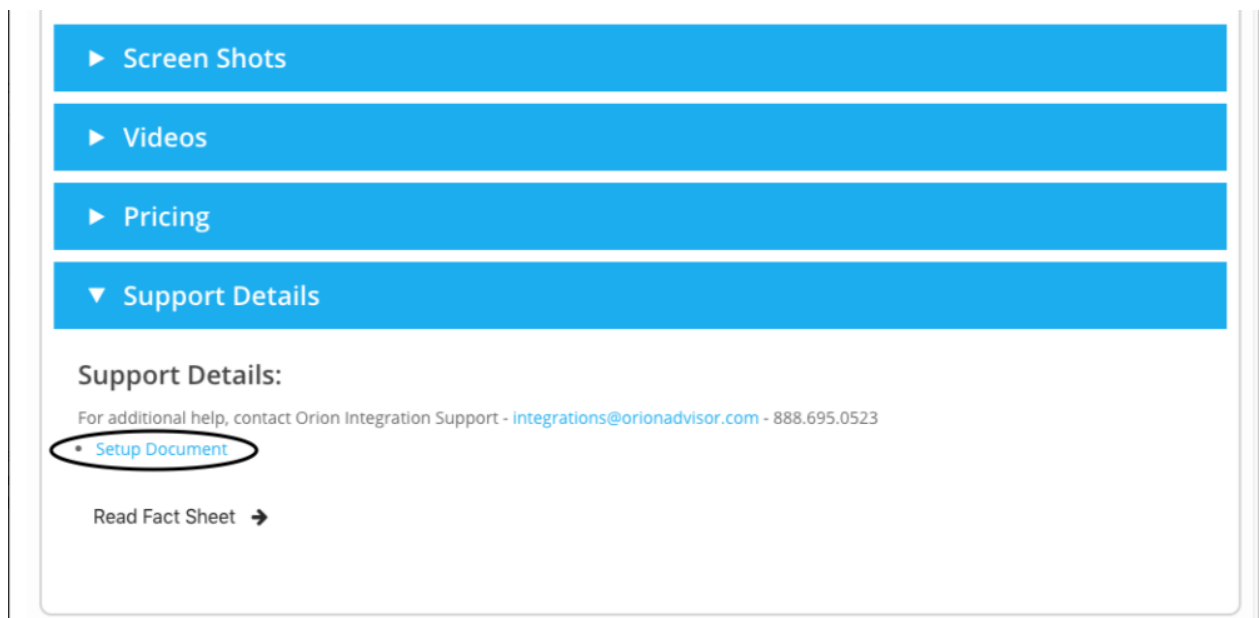 Screen Shots
Videos
Pricing
Support Details
Support Details:
For additional help, contact Orion Integration Support - integrations@orionadvisor.com - 888.695.0523
• Setup Document
Read Fact Sheet →